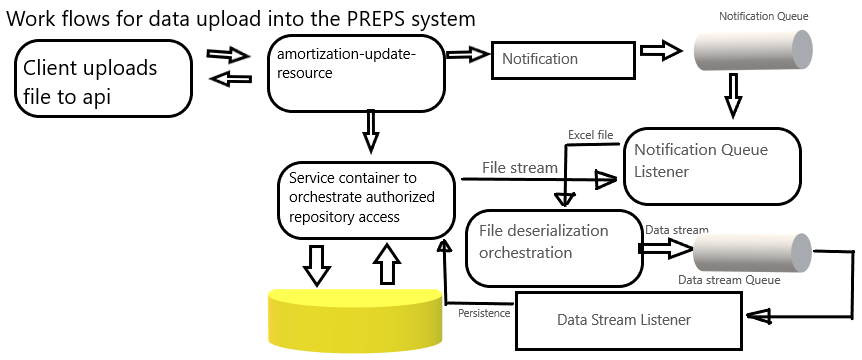 Work flows for data upload into the PREPS system
Notification Queue
Client uploads
file to api
amortization-update-
resource
Notification
Excel file
Notification Queue
Listener
File stream
Service container to
orchestrate authorized
repository access
File deserialization
orchestration
Data stream
Data stream Queue
Persistence
Data Stream Listener